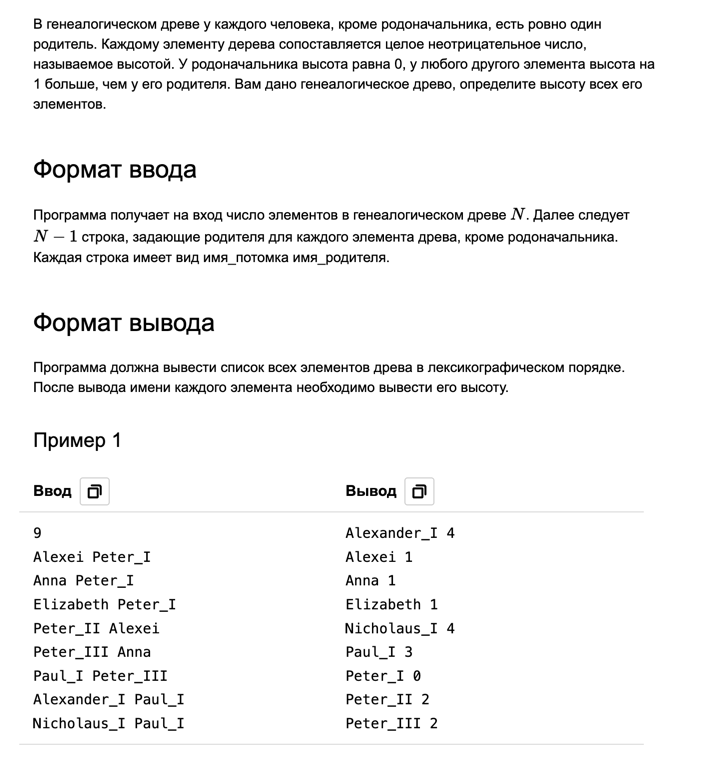 В генеалогическом древе у каждого человека, кроме родоначальника, есть ровно один
родитель. Каждому элементу дерева сопоставляется целое неотрицательное число,
называемое высотой. У родоначальника высота равна 0, у любого другого элемента высота на
1 больше, чем у его родителя. Вам дано генеалогическое древо, определите высоту всех его
элементов.
Формат ввода
Программа получает на вход число элементов в генеалогическом древе N. Далее следует
N − 1 строка, задающие родителя для каждого элемента древа, кроме родоначальника.
Каждая строка имеет вид имя_потомка имя_родителя.
Формат вывода
Программа должна вывести список всех элементов древа в лексикографическом порядке.
После вывода имени каждого элемента необходимо вывести его высоту.
Пример 1
Ввод Вывод
9 Alexander_I 4
Alexei Peter_I Alexei 1
Anna Peter_I Anna 1
Elizabeth Peter_I Elizabeth 1
Peter_II Alexei Nicholaus_I 4
Peter_III Anna Paul_I 3
Paul_I Peter_III Peter_I 0
Alexander_I Paul_I Peter_II 2
Nicholaus_I Paul_I Peter_III 2